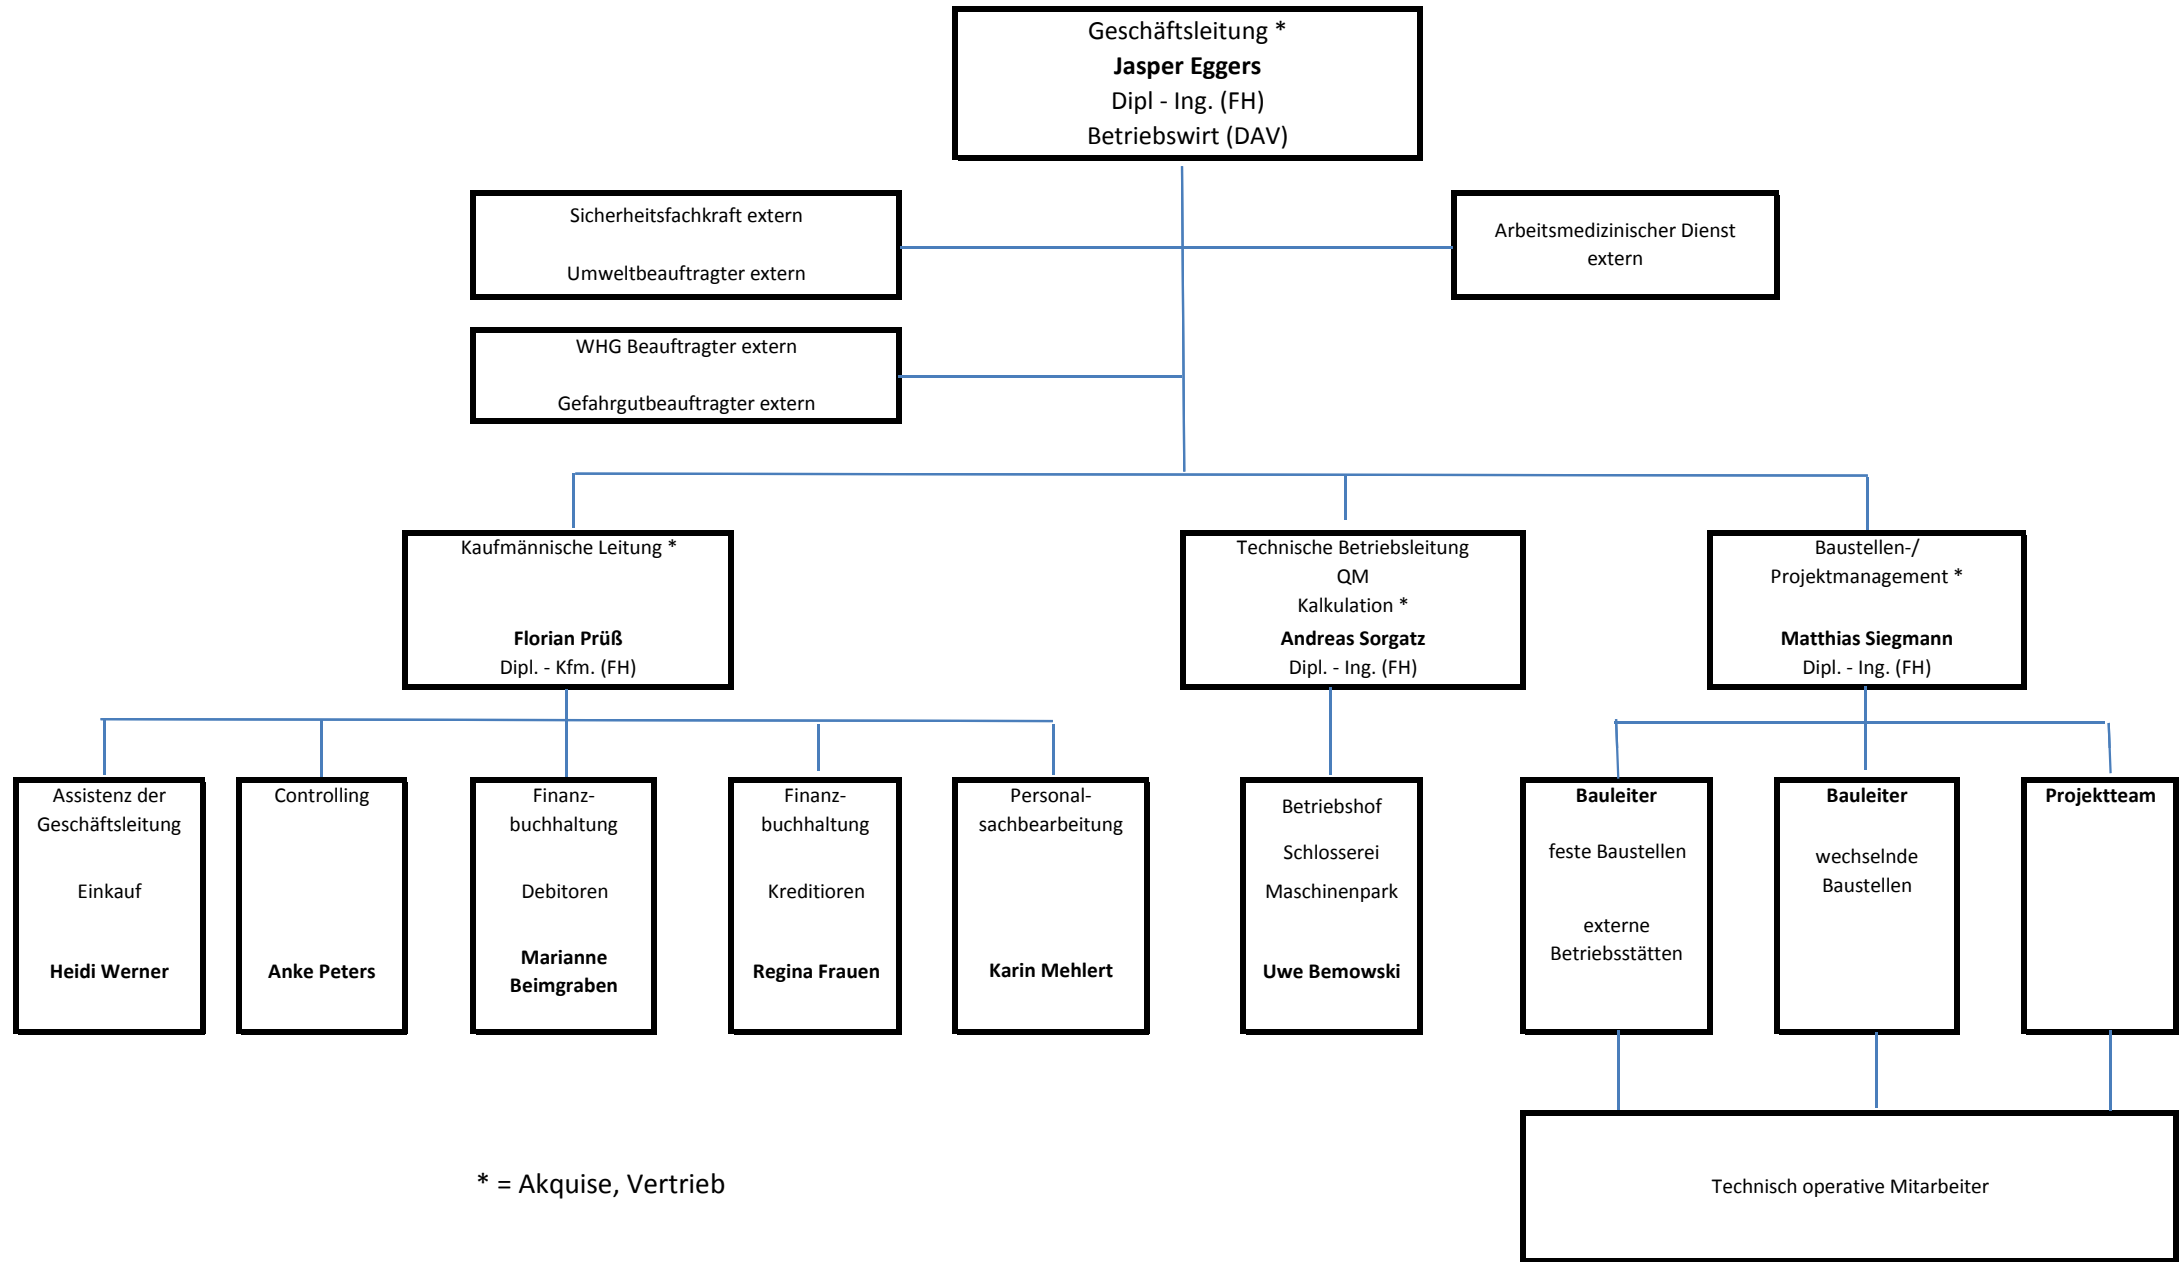 Geschäftsleitung *
Jasper Eggers
Dipl - Ing. (FH)
Betriebswirt (DAV)
Sicherheitsfachkraft extern
Umweltbeauftragter extern
Arbeitsmedizinischer Dienst
extern
WHG Beauftragter extern
Gefahrgutbeauftragter extern
Kaufmännische Leitung *
Florian Prüß
Dipl. - Kfm. (FH)
Technische Betriebsleitung
QM
Kalkulation *
Andreas Sorgatz
Dipl. - Ing. (FH)
Baustellen-/
Projektmanagement *
Matthias Siegmann
Dipl. - Ing. (FH)
Assistenz der
Geschäftsleitung
Einkauf
Heidi Werner
Controlling
Anke Peters
Finanz-
buchhaltung
Debitoren
Marianne
Beimgraben
Finanz-
buchhaltung
Kreditioren
Regina Frauen
Personal-
sachbearbeitung
Karin Mehlert
Betriebshof
Schlosserei
Maschinenpark
Uwe Bemowski
Bauleiter
feste Baustellen
externe
Betriebsstätten
Bauleiter
wechselnde
Baustellen
Projektteam
Technisch operative Mitarbeiter
* = Akquise, Vertrieb